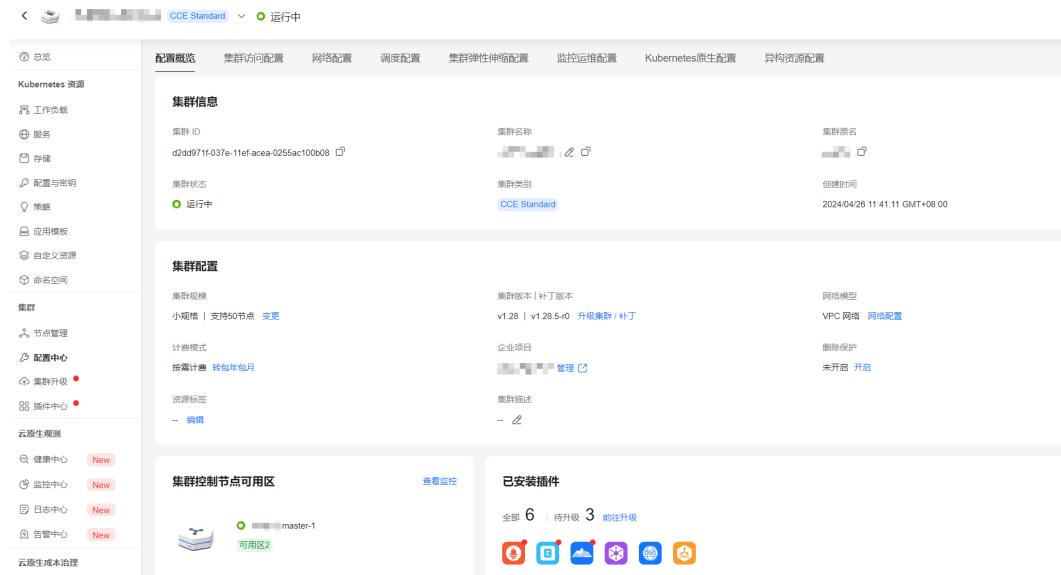 CCE Standard 运行中
总览
Kubernetes 资源
工作负载
服务
存储
配置与密钥
策略
应用模板
自定义资源
命名空间
集群
节点管理
配置中心
集群升级
插件中心
云原生观测
健康中心 New
监控中心 New
日志中心 New
告警中心 New
云原生成本治理
配置概览 集群访问配置 网络配置 调度配置 集群弹性伸缩配置 监控运维配置 Kubernetes原生配置 异构资源配置
集群信息
集群 ID 集群名称 集群原名
d2dd971f-037e-11ef-acea-0255ac100b08
集群状态 集群类别 创建时间
运行中 CCE Standard 2024/04/26 11:41:11 GMT+08:00
集群配置
集群规模 集群版本 | 补丁版本 网络模型
小规格 | 支持50节点 变更 v1.28 | v1.28.5-r0 升级集群 / 补丁 VPC 网络 网络配置
计费模式 企业项目 删除保护
按需计费 转包年包月 管理 未开启 开启
资源标签 集群描述
-- 编辑 --
集群控制节点可用区 查看监控
master-1
可用区2
已安装插件
全部 6 | 待升级 3 前往升级